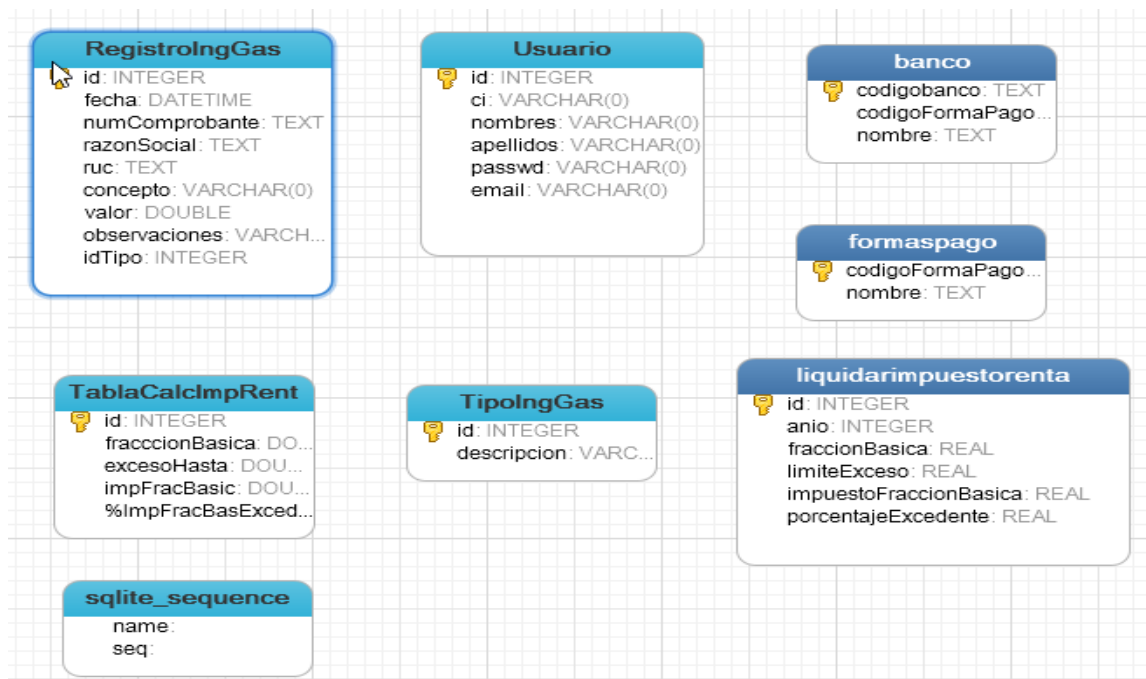 RegistroIngGas
id: INTEGER
fecha: DATETIME
numComprobante: TEXT
razonSocial: TEXT
ruc: TEXT
concepto: VARCHAR(0)
valor: DOUBLE
observaciones: VARCH...
idTipo: INTEGER
Usuario
id: INTEGER
ci: VARCHAR(0)
nombres: VARCHAR(0)
apellidos: VARCHAR(0)
passwd: VARCHAR(0)
email: VARCHAR(0)
banco
codigobanco: TEXT
codigoFormaPago...
nombre: TEXT
formaspago
codigoFormaPago...
nombre: TEXT
TablaCalcImpRent
id: INTEGER
fracccionBasica: DO...
excesoHasta: DOU...
impFracBasic: DOU...
%ImpFracBasExced...
TipoIngGas
id: INTEGER
descripcion: VARC...
liquidarimpuestorenta
id: INTEGER
anio: INTEGER
fraccionBasica: REAL
limiteExceso: REAL
impuestoFraccionBasica: REAL
porcentajeExcedente: REAL
sqlite_sequence
name:
seq: